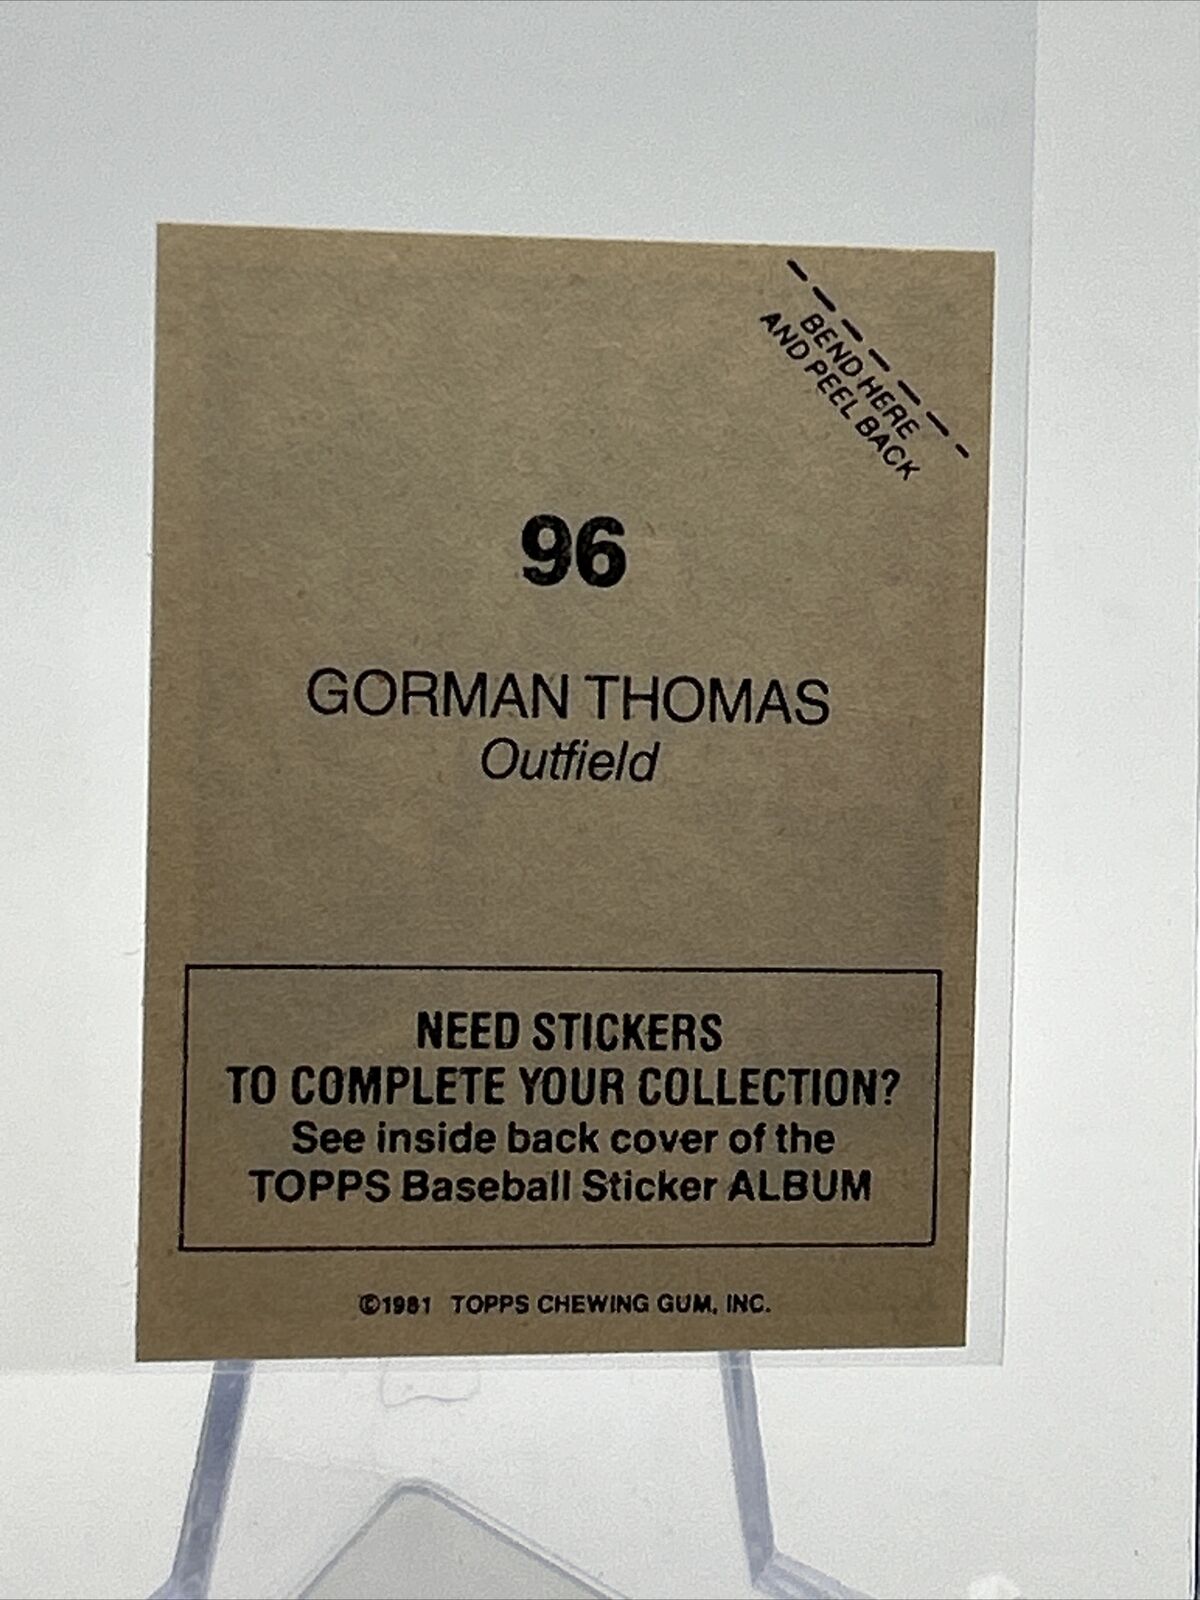 BEND HERE
AND PEEL BACK
96
GORMAN THOMAS
Outfield
NEED STICKERS
TO COMPLETE YOUR COLLECTION?
See inside back cover of the
TOPPS Baseball Sticker ALBUM
©1981 TOPPS CHEWING GUM, INC.